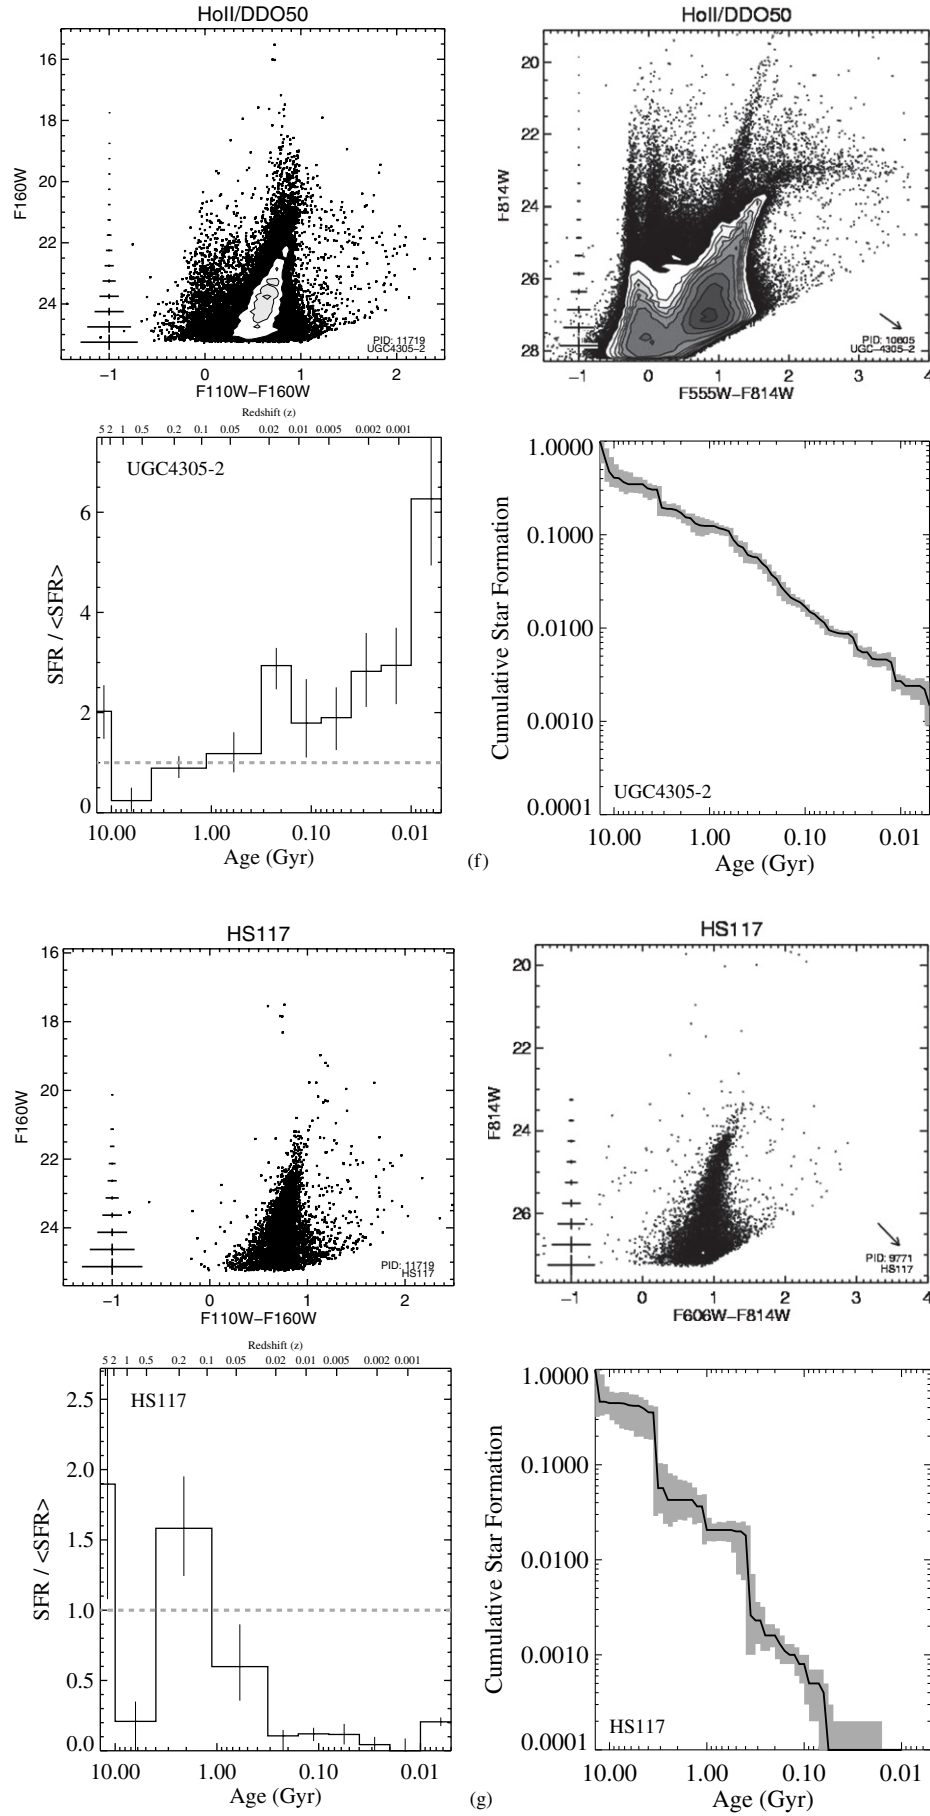 HoII/DDO50
16
18
20
22
24
F160W
−1 0 1 2
F110W−F160W
PID: 11719
UGC4305−2
HoII/DDO50
20
22
24
26
28
F814W
−1 0 1 2 3 4
F555W−F814W
PID: 10605
UGC−4305−2
Redshift (z)
5 2 1 0.5 0.2 0.1 0.05 0.02 0.01 0.005 0.002 0.001
UGC4305-2
6
4
2
0
SFR / <SFR>
10.00 1.00 0.10 0.01
Age (Gyr)
1.0000
0.1000
0.0100
0.0010
0.0001
Cumulative Star Formation
UGC4305-2
10.00 1.00 0.10 0.01
Age (Gyr)
(f)
HS117
16
18
20
22
24
F160W
−1 0 1 2
F110W−F160W
PID: 11719
HS117
HS117
20
22
24
26
F814W
−1 0 1 2 3 4
F606W−F814W
PID: 9771
HS117
Redshift (z)
5 2 1 0.5 0.2 0.1 0.05 0.02 0.01 0.005 0.002 0.001
HS117
2.5
2.0
1.5
1.0
0.5
0.0
SFR / <SFR>
10.00 1.00 0.10 0.01
Age (Gyr)
1.0000
0.1000
0.0100
0.0010
0.0001
Cumulative Star Formation
HS117
10.00 1.00 0.10 0.01
Age (Gyr)
(g)